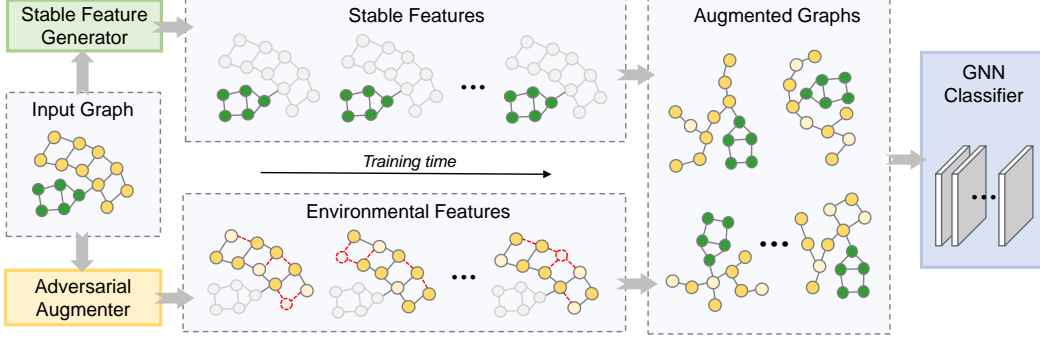 Stable Feature
Generator
Input Graph
Adversarial
Augmenter
Stable Features
Training time
Environmental Features
Augmented Graphs
GNN
Classifier